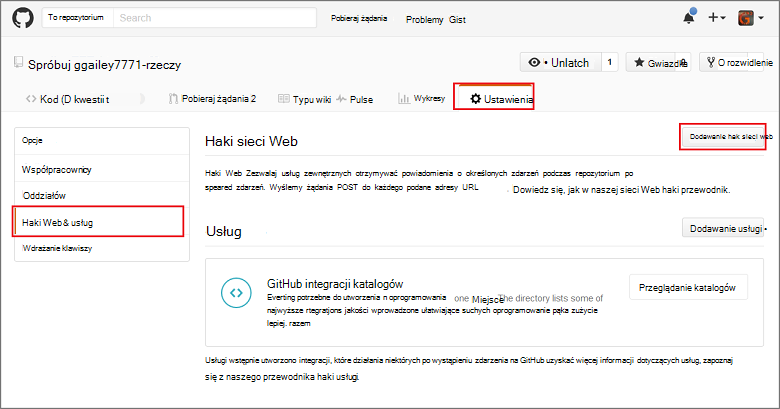 To repozytorium Search Pobieraj żądania Problemy Gist
Spróbuj ggailey7771-rzeczy • Unlatch 1 Gwiazdk O rozwidlenie
Kod (D kwestii t Pobieraj żądania 2 Typu wiki Pulse Wykresy Ustawienia
Opcje
Współpracownicy
Oddziałów
Haki Web & usług
Wdrażanie klawiszy
Haki sieci Web Dodawanie hak sieci web
Haki Web Zezwalaj usług zewnętrznych otrzymywać powiadomienia o określonych zdarzeń podczas repozytorium po
speared zdarzeń. Wyślemy żądania POST do każdego podane adresy URL . Dowiedz się, jak w naszej sieci Web haki przewodnik.
Usług Dodawanie usługi •
GitHub integracji katalogów
Everting potrzebne do utworzenia n oprogramowania one Miejsce The directory lists some of
najwyższe rtegrations jakości wprowadzone ułatwiające suchych oprogramowanie pąka zużycie
lepiej. razem
Przeglądanie katalogów
Usługi wstępnie utworzono integracji, które działania niektórych po wystąpieniu zdarzenia na GitHub uzyskać więcej informacji dotyczących usług, zapoznaj
się z naszego przewodnika haki usługi.